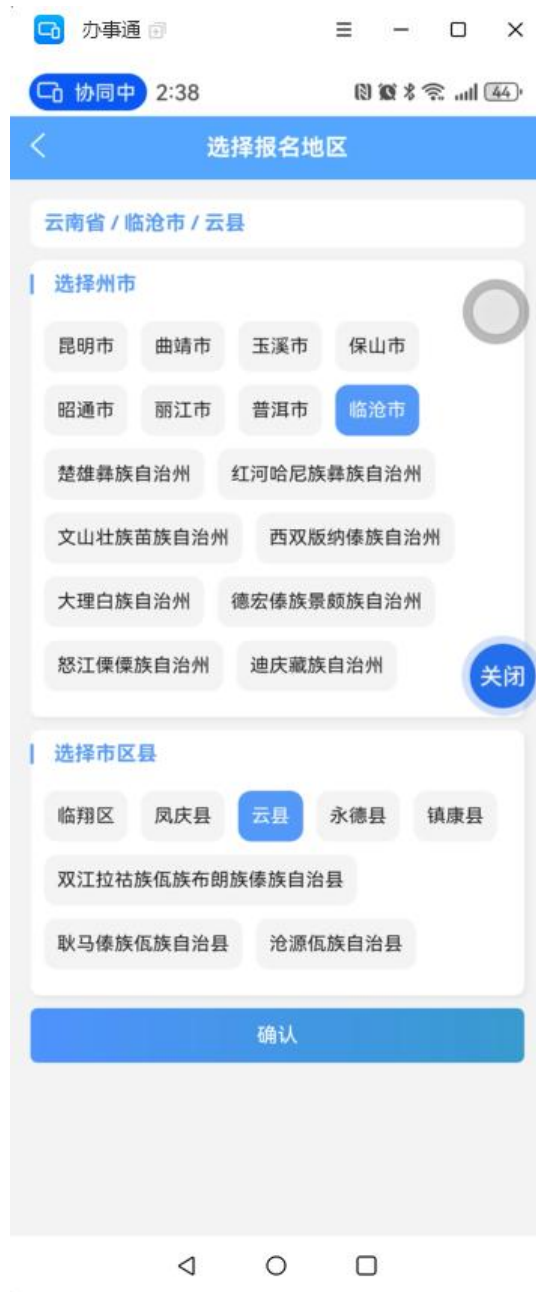 办事通
协同中 2:38 44
选择报名地区
云南省 / 临沧市 / 云县
选择州市
昆明市 曲靖市 玉溪市 保山市
昭通市 丽江市 普洱市 临沧市
楚雄彝族自治州 红河哈尼族彝族自治州
文山壮族苗族自治州 西双版纳傣族自治州
大理白族自治州 德宏傣族景颇族自治州
怒江傈僳族自治州 迪庆藏族自治州
关闭
选择市区县
临翔区 凤庆县 云县 永德县 镇康县
双江拉祜族佤族布朗族傣族自治县
耿马傣族佤族自治县 沧源佤族自治县
确认